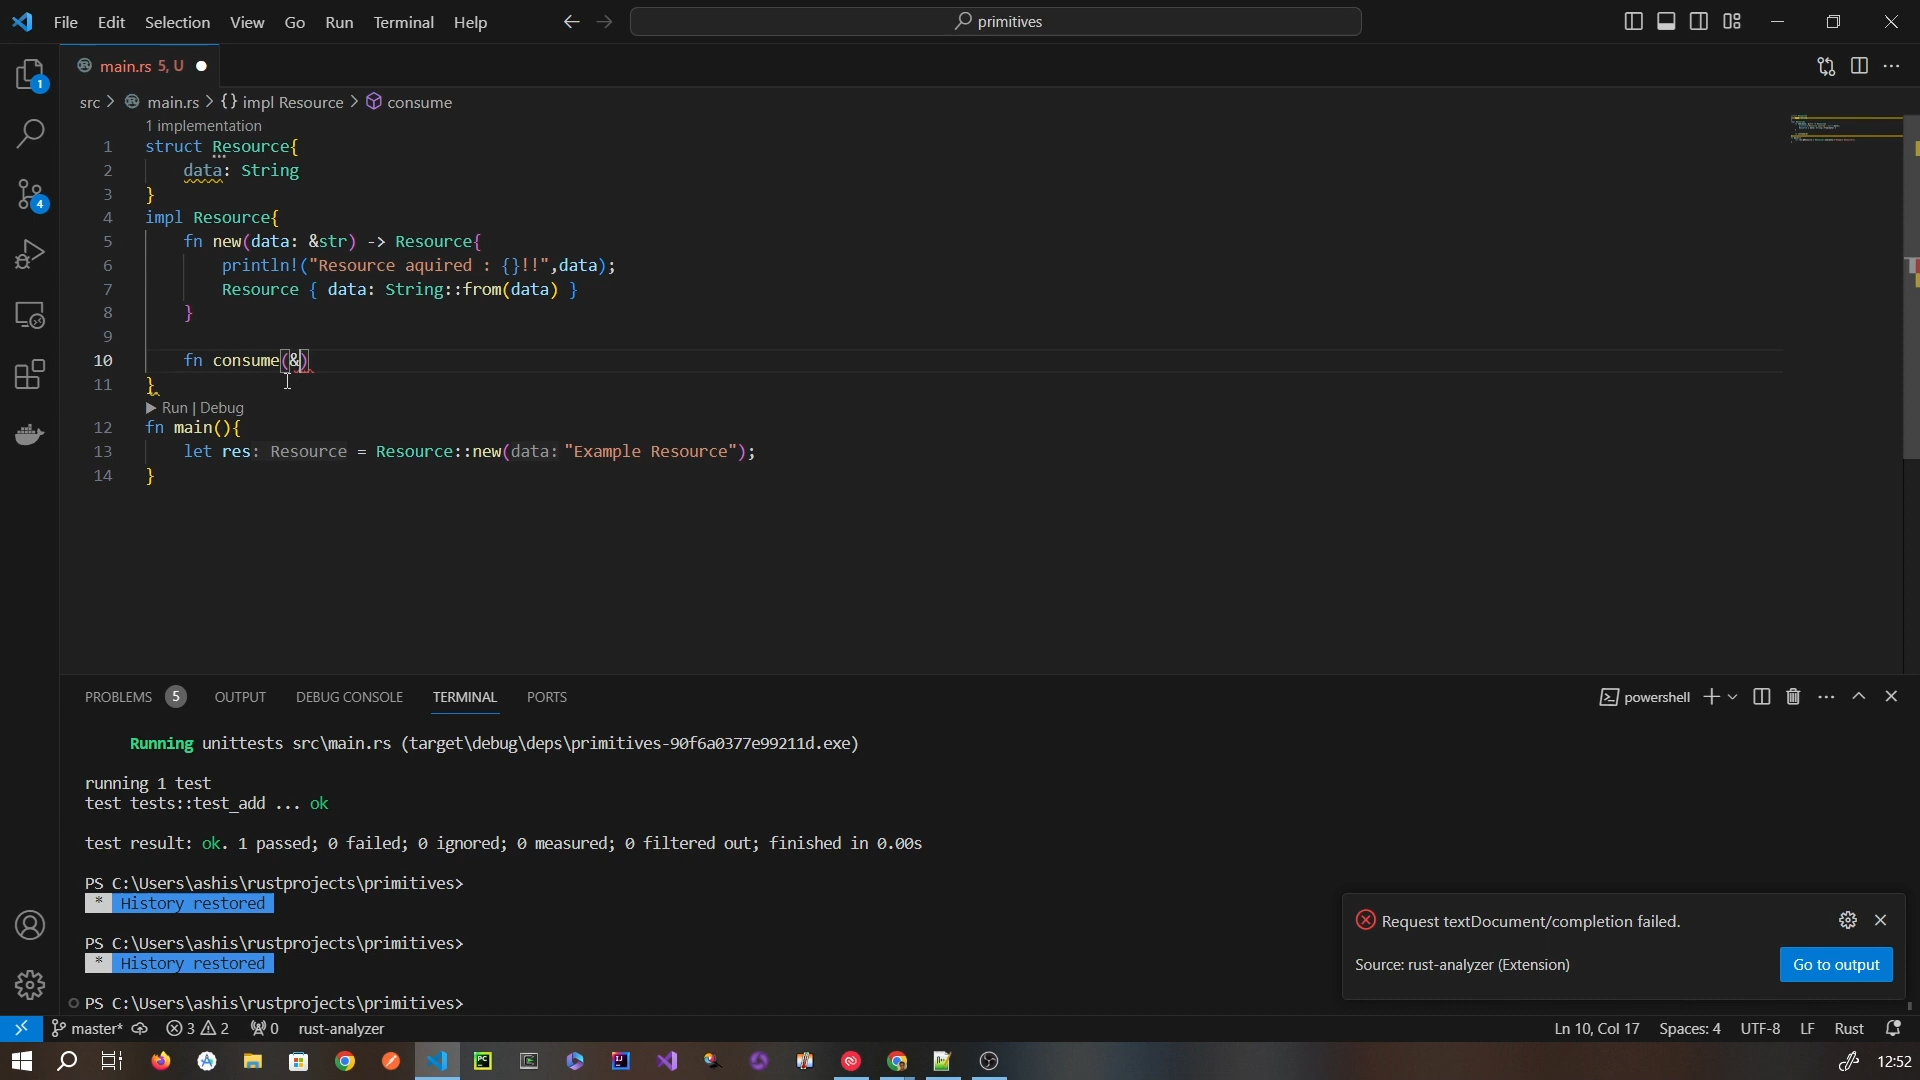 File Edit Selection View Go Run Terminal Help
primitives
main.rs 5, U
src > main.rs > {} impl Resource > consume
1 implementation
1 struct Resource{
2 data: String
3 }
4 impl Resource{
5 fn new(data: &str) -> Resource{
6 println!("Resource aquired : {}!!",data);
7 Resource { data: String::from(data) }
8 }
9
10 fn consume(&)
11 }
Run | Debug
12 fn main(){
13 let res: Resource = Resource::new(data: "Example Resource");
14 }
PROBLEMS 5 OUTPUT DEBUG CONSOLE TERMINAL PORTS
powershell
Running unittests src\main.rs (target\debug\deps\primitives-90f6a0377e99211d.exe)
running 1 test
test tests::test_add ... ok
test result: ok. 1 passed; 0 failed; 0 ignored; 0 measured; 0 filtered out; finished in 0.00s
PS C:\Users\ashis\rustprojects\primitives>
* History restored
PS C:\Users\ashis\rustprojects\primitives>
* History restored
PS C:\Users\ashis\rustprojects\primitives>
Request textDocument/completion failed.
Source: rust-analyzer (Extension)
Go to output
master* 3 2 0 rust-analyzer
Ln 10, Col 17 Spaces: 4 UTF-8 LF Rust
12:52